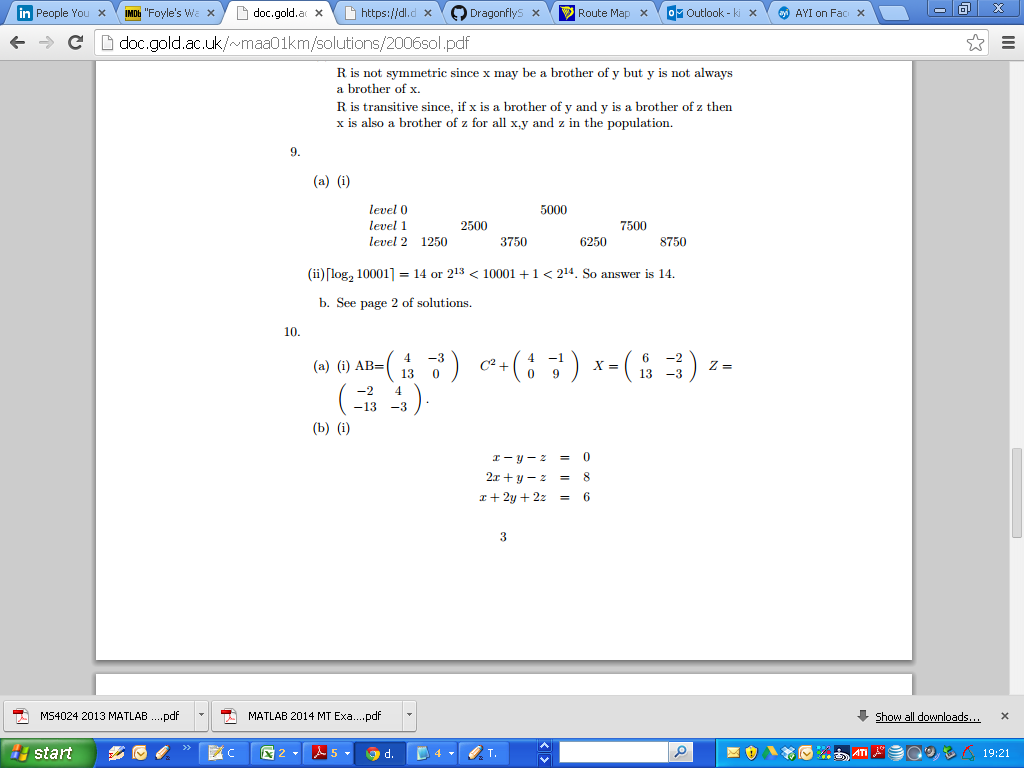 People You
"Foyle's Wa
doc.gold.ac
https://dl.d
DragonflyS
Route Map
Outlook - ki
AYI on Fac
doc.gold.ac.uk/~maa01km/solutions/2006sol.pdf
R is not symmetric since x may be a brother of y but y is not always
a brother of x.
R is transitive since, if x is a brother of y and y is a brother of z then
x is also a brother of z for all x,y and z in the population.
9.
(a) (i)
level 0 5000
level 1 2500 7500
level 2 1250 3750 6250 8750
(ii)⌈log₂ 10001⌉ = 14 or 2¹³ < 10001 + 1 < 2¹⁴. So answer is 14.
b. See page 2 of solutions.
10.
(a) (i) AB=( 4 −3 ; 13 0 ) C² + ( 4 −1 ; 0 9 ) X = ( 6 −2 ; 13 −3 ) Z =
( −2 4 ; −13 −3 ).
(b) (i)
x − y − z = 0
2x + y − z = 8
x + 2y + 2z = 6
3
MS4024 2013 MATLAB ....pdf
MATLAB 2014 MT Exa....pdf
Show all downloads...
start
C
2
5
d.
4
T.
19:21